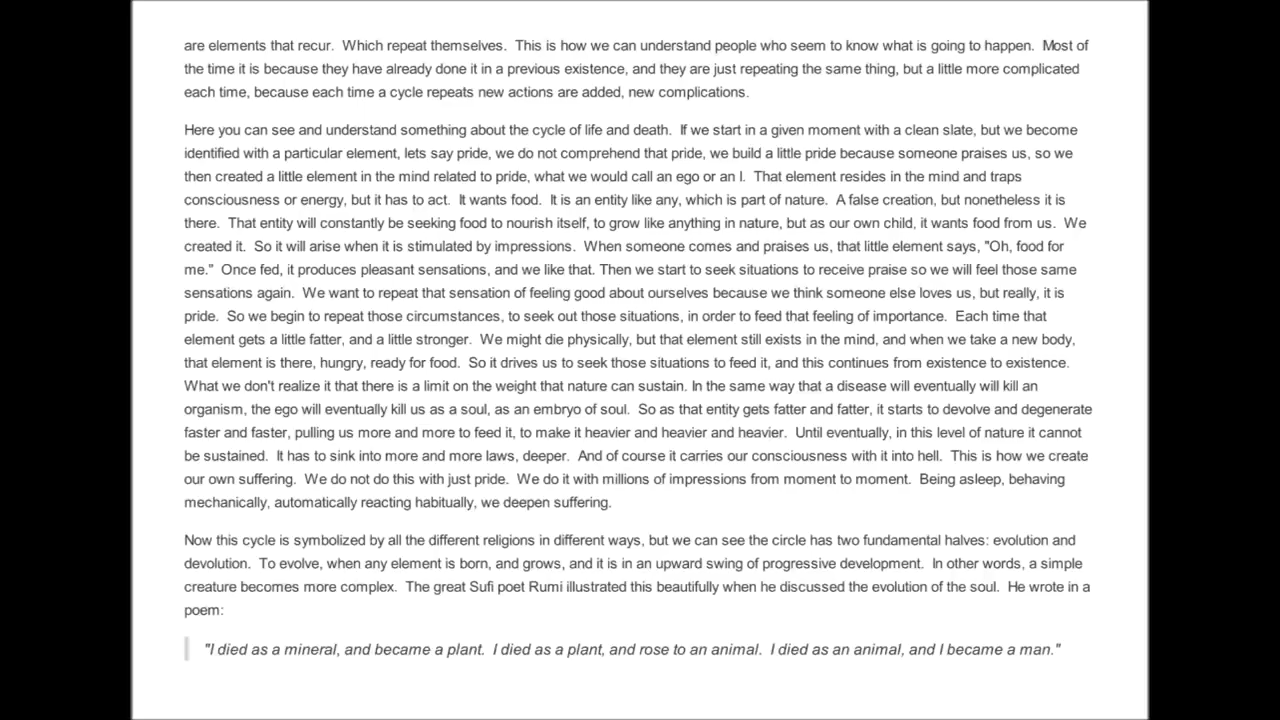 are elements that recur.  Which repeat themselves.  This is how we can understand people who seem to know what is going to happen.  Most of
the time it is because they have already done it in a previous existence, and they are just repeating the same thing, but a little more complicated
each time, because each time a cycle repeats new actions are added, new complications.
Here you can see and understand something about the cycle of life and death.  If we start in a given moment with a clean slate, but we become
identified with a particular element, lets say pride, we do not comprehend that pride, we build a little pride because someone praises us, so we
then created a little element in the mind related to pride, what we would call an ego or an I.  That element resides in the mind and traps
consciousness or energy, but it has to act.  It wants food.  It is an entity like any, which is part of nature.  A false creation, but nonetheless it is
there.  That entity will constantly be seeking food to nourish itself, to grow like anything in nature, but as our own child, it wants food from us.  We
created it.  So it will arise when it is stimulated by impressions.  When someone comes and praises us, that little element says, "Oh, food for
me."  Once fed, it produces pleasant sensations, and we like that. Then we start to seek situations to receive praise so we will feel those same
sensations again.  We want to repeat that sensation of feeling good about ourselves because we think someone else loves us, but really, it is
pride.  So we begin to repeat those circumstances, to seek out those situations, in order to feed that feeling of importance.  Each time that
element gets a little fatter, and a little stronger.  We might die physically, but that element still exists in the mind, and when we take a new body,
that element is there, hungry, ready for food.  So it drives us to seek those situations to feed it, and this continues from existence to existence.
What we don't realize it that there is a limit on the weight that nature can sustain. In the same way that a disease will eventually will kill an
organism, the ego will eventually kill us as a soul, as an embryo of soul.  So as that entity gets fatter and fatter, it starts to devolve and degenerate
faster and faster, pulling us more and more to feed it, to make it heavier and heavier and heavier.  Until eventually, in this level of nature it cannot
be sustained.  It has to sink into more and more laws, deeper.  And of course it carries our consciousness with it into hell.  This is how we create
our own suffering.  We do not do this with just pride.  We do it with millions of impressions from moment to moment.  Being asleep, behaving
mechanically, automatically reacting habitually, we deepen suffering.
Now this cycle is symbolized by all the different religions in different ways, but we can see the circle has two fundamental halves: evolution and
devolution.  To evolve, when any element is born, and grows, and it is in an upward swing of progressive development.  In other words, a simple
creature becomes more complex.  The great Sufi poet Rumi illustrated this beautifully when he discussed the evolution of the soul.  He wrote in a
poem:
"I died as a mineral, and became a plant.  I died as a plant, and rose to an animal.  I died as an animal, and I became a man."